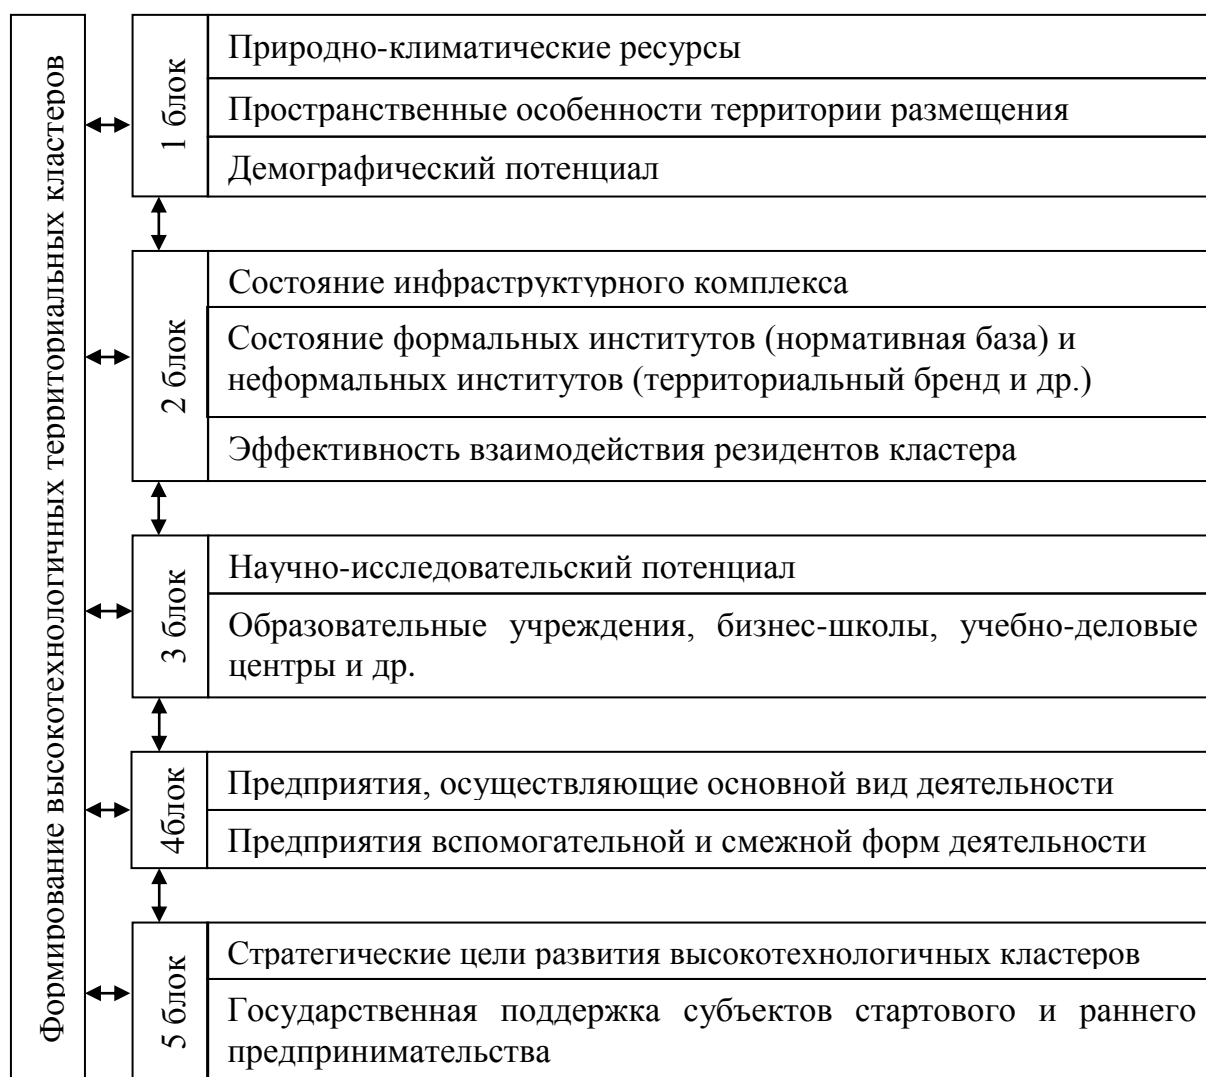 Формирование высокотехнологичных территориальных кластеров
1 блок
Природно-климатические ресурсы
Пространственные особенности территории размещения
Демографический потенциал
2 блок
Состояние инфраструктурного комплекса
Состояние формальных институтов (нормативная база) и
неформальных институтов (территориальный бренд и др.)
Эффективность взаимодействия резидентов кластера
3 блок
Научно-исследовательский потенциал
Образовательные учреждения, бизнес-школы, учебно-деловые
центры и др.
4блок
Предприятия, осуществляющие основной вид деятельности
Предприятия вспомогательной и смежной форм деятельности
5 блок
Стратегические цели развития высокотехнологичных кластеров
Государственная поддержка субъектов стартового и раннего
предпринимательства